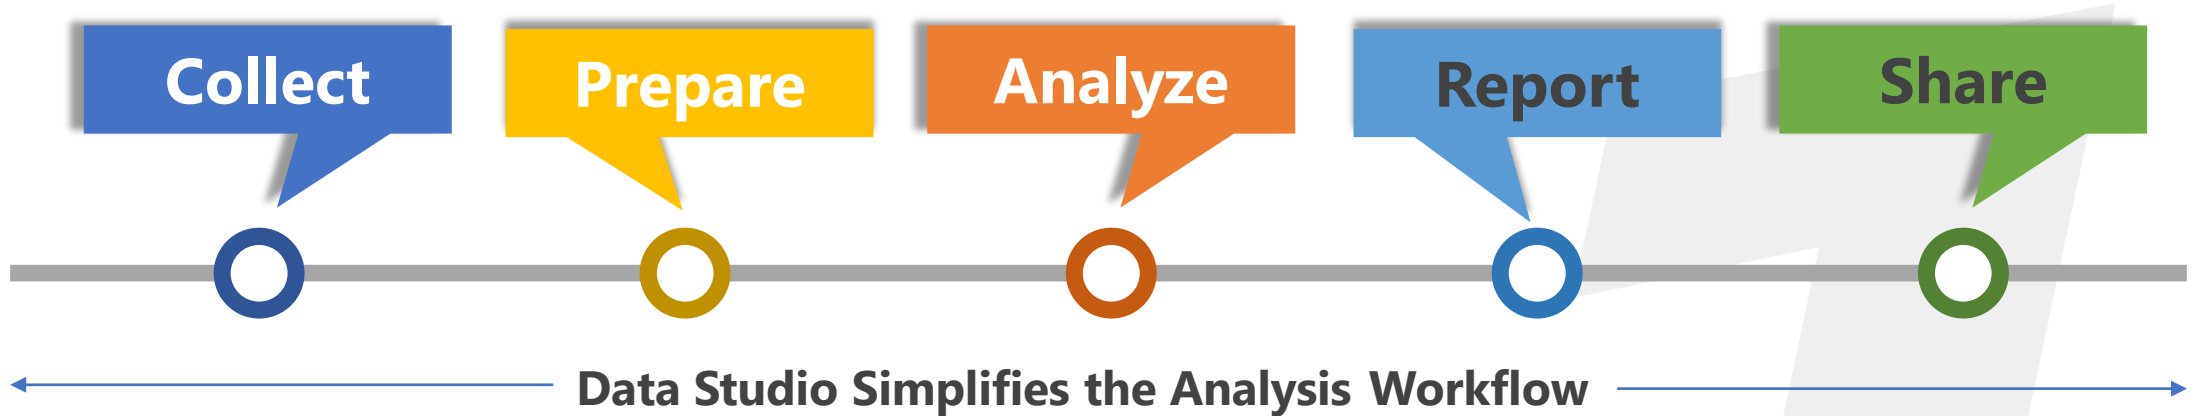 Collect
Prepare
Analyze
Report
Share
Data Studio Simplifies the Analysis Workflow